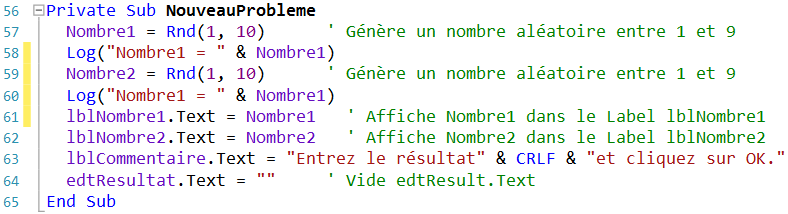 56 Private Sub NouveauProbleme
57 Nombre1 = Rnd(1, 10) ' Génère un nombre aléatoire entre 1 et 9
58 Log("Nombre1 = " & Nombre1)
59 Nombre2 = Rnd(1, 10) ' Génère un nombre aléatoire entre 1 et 9
60 Log("Nombre1 = " & Nombre1)
61 lblNombre1.Text = Nombre1 ' Affiche Nombre1 dans le Label lblNombre1
62 lblNombre2.Text = Nombre2 ' Affiche Nombre2 dans le Label lblNombre2
63 lblCommentaire.Text = "Entrez le résultat" & CRLF & "et cliquez sur OK."
64 edtResultat.Text = "" ' Vide edtResult.Text
65 End Sub